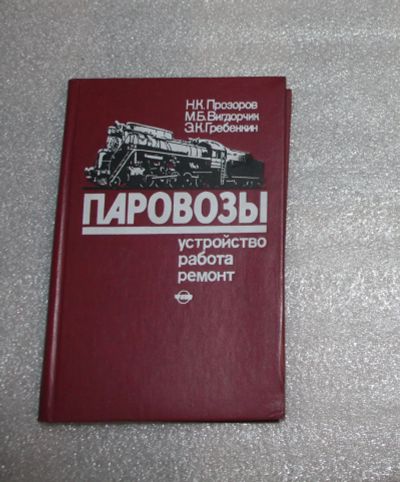 Н.К.Прозоров
М.Б.Вигдорчик
Э.К.Гребенкин
ПАРОВОЗЫ
устройство
работа
ремонт